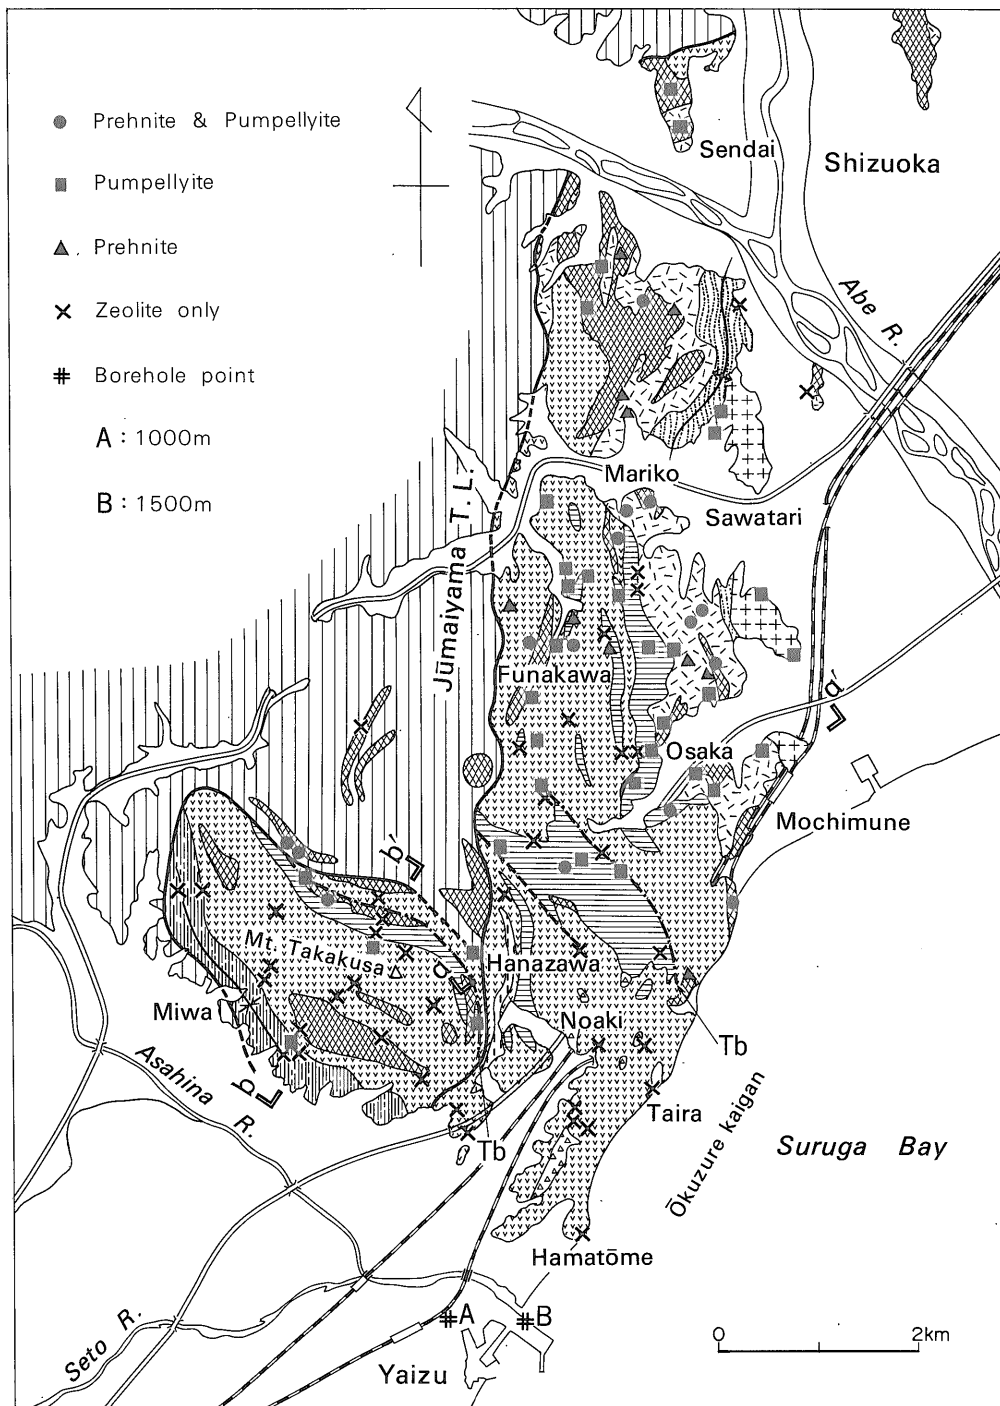 Prehnite & Pumpellyite
Pumpellyite
Prehnite
Zeolite only
Borehole point
A : 1000m
B : 1500m
Sendai
Shizuoka
Abe R.
Mariko
Sawatari
Jūmaiyama T. L.
Funakawa
a'
Osaka
Mochimune
b'
Mt. Takakusa
a
Hanazawa
Miwa
Noaki
Tb
Asahina R.
b
Taira
Tb
Ōkuzure kaigan
Suruga Bay
Hamatōme
Seto R.
A
B
Yaizu
0 2km